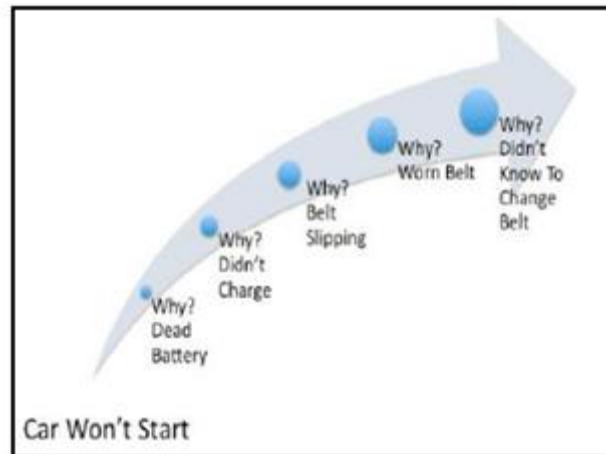 Why?
Dead
Battery
Why?
Didn't
Charge
Why?
Belt
Slipping
Why?
Worn Belt
Why?
Didn't
Know To
Change
Belt
Car Won't Start